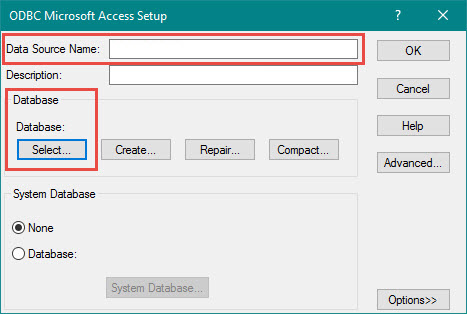 ODBC Microsoft Access Setup
Data Source Name:
OK
Description:
Cancel
Database
Database:
Help
Select...
Create...
Repair...
Compact...
Advanced...
System Database
None
Database:
System Database...
Options>>